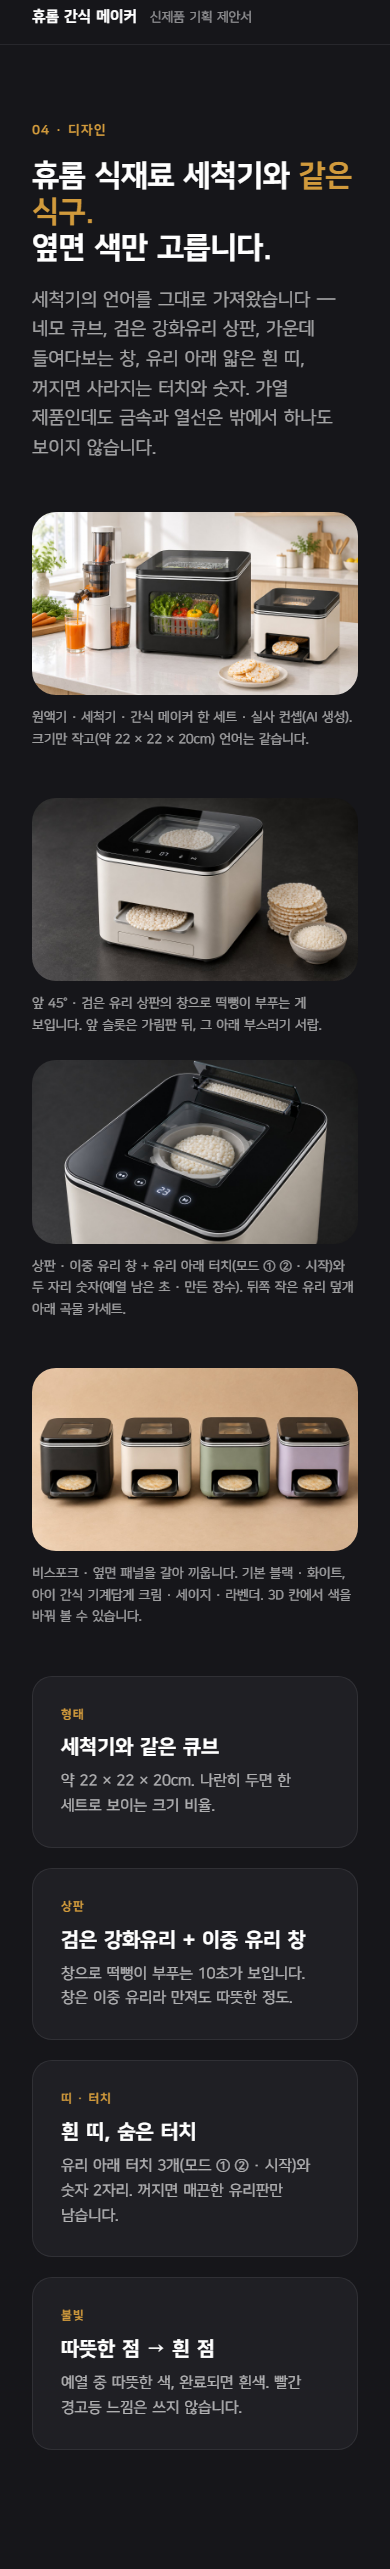 휴롬 간식 메이커 신제품 기획 제안서
04 · 디자인
휴롬 식재료 세척기와 같은
식구.
옆면 색만 고릅니다.
세척기의 언어를 그대로 가져왔습니다 —
네모 큐브, 검은 강화유리 상판, 가운데
들여다보는 창, 유리 아래 얇은 흰 띠,
꺼지면 사라지는 터치와 숫자. 가열
제품인데도 금속과 열선은 밖에서 하나도
보이지 않습니다.
원액기 · 세척기 · 간식 메이커 한 세트 · 실사 컨셉(AI 생성).
크기만 작고(약 22 × 22 × 20cm) 언어는 같습니다.
앞 45° · 검은 유리 상판의 창으로 떡뻥이 부푸는 게
보입니다. 앞 슬롯은 가림판 뒤, 그 아래 부스러기 서랍.
23
상판 · 이중 유리 창 + 유리 아래 터치(모드 ① ② · 시작)와
두 자리 숫자(예열 남은 초 · 만든 장수). 뒤쪽 작은 유리 덮개
아래 곡물 카세트.
비스포크 · 옆면 패널을 갈아 끼웁니다. 기본 블랙 · 화이트,
아이 간식 기계답게 크림 · 세이지 · 라벤더. 3D 칸에서 색을
바꿔 볼 수 있습니다.
형태
세척기와 같은 큐브
약 22 × 22 × 20cm. 나란히 두면 한
세트로 보이는 크기 비율.
상판
검은 강화유리 + 이중 유리 창
창으로 떡뻥이 부푸는 10초가 보입니다.
창은 이중 유리라 만져도 따뜻한 정도.
띠 · 터치
흰 띠, 숨은 터치
유리 아래 터치 3개(모드 ① ② · 시작)와
숫자 2자리. 꺼지면 매끈한 유리판만
남습니다.
불빛
따뜻한 점 → 흰 점
예열 중 따뜻한 색, 완료되면 흰색. 빨간
경고등 느낌은 쓰지 않습니다.